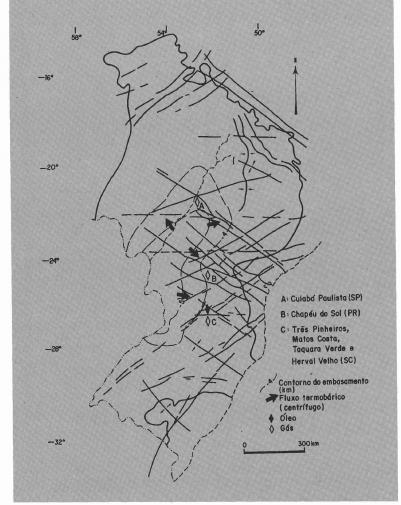 58°
54°
50°
N
—16°
—20°
—24°
—28°
—32°
A
B
C
A: Cuiabá Paulista (SP)
B: Chapéu do Sol (PR)
C: Três Pinheiros,
Matos Costa,
Taquara Verde e
Herval Velho (SC)
Contorno do embasamento
(km)
Fluxo termobárico
(centrífugo)
Óleo
Gás
0 300km